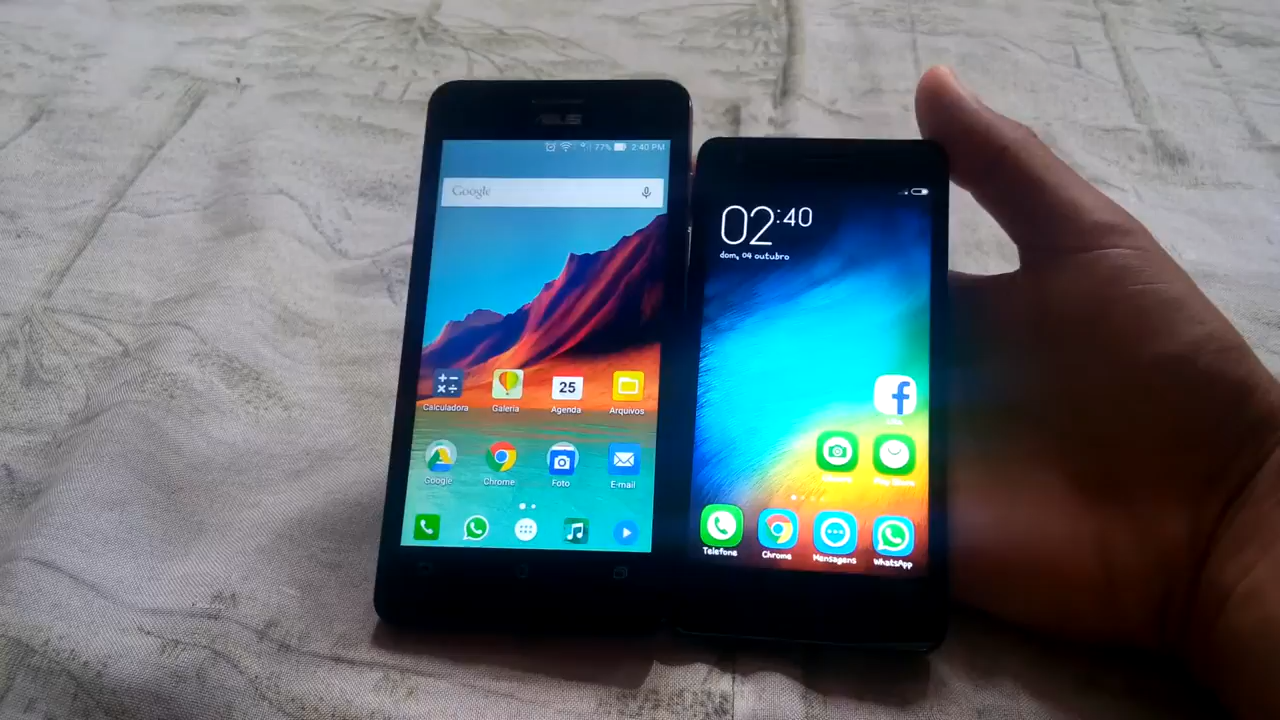 ASUS
77% 2:40 PM
Google
25
Calculadora Galeria Agenda Arquivos
Google Chrome Foto E-mail
02:40
dom, 04 outubro
Telefone Chrome Mensagens WhatsApp